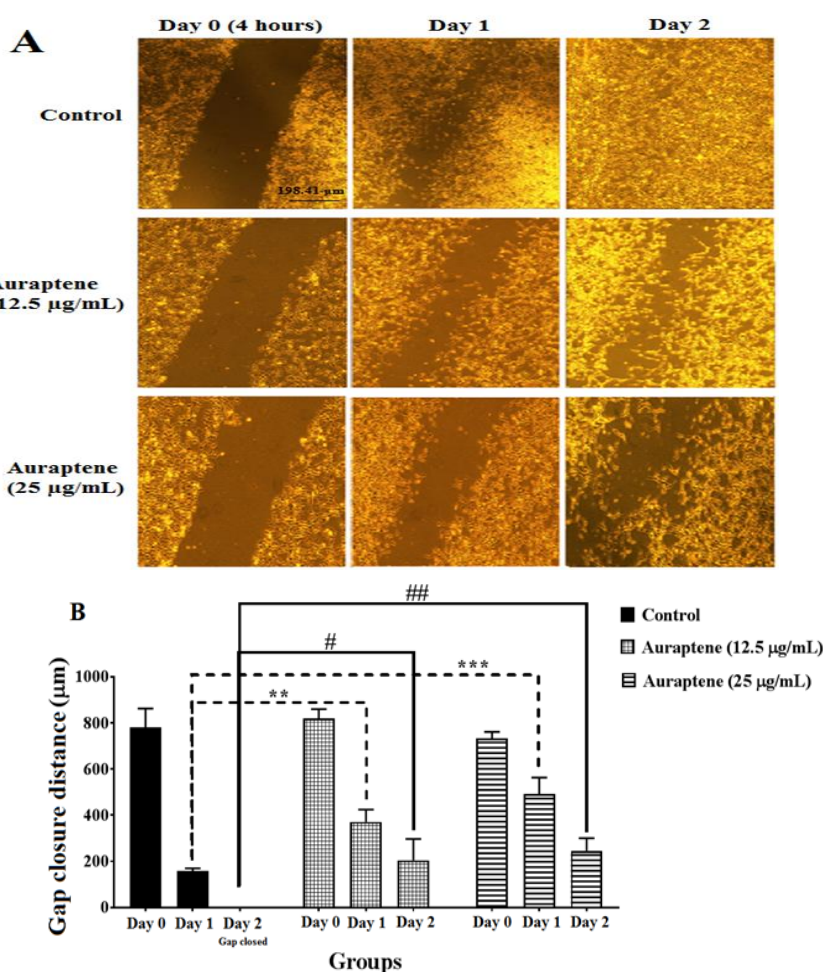 A
Day 0 (4 hours)
Day 1
Day 2
Control
198.41-µm
Auraptene
12.5 µg/mL)
Auraptene
(25 µg/mL)
B
##
#
***
**
Control
Auraptene (12.5 µg/mL)
Auraptene (25 µg/mL)
Gap closure distance (µm)
1000
800
600
400
200
0
Day 0 Day 1 Day 2 Day 0 Day 1 Day 2 Day 0 Day 1 Day 2
Gap closed
Groups